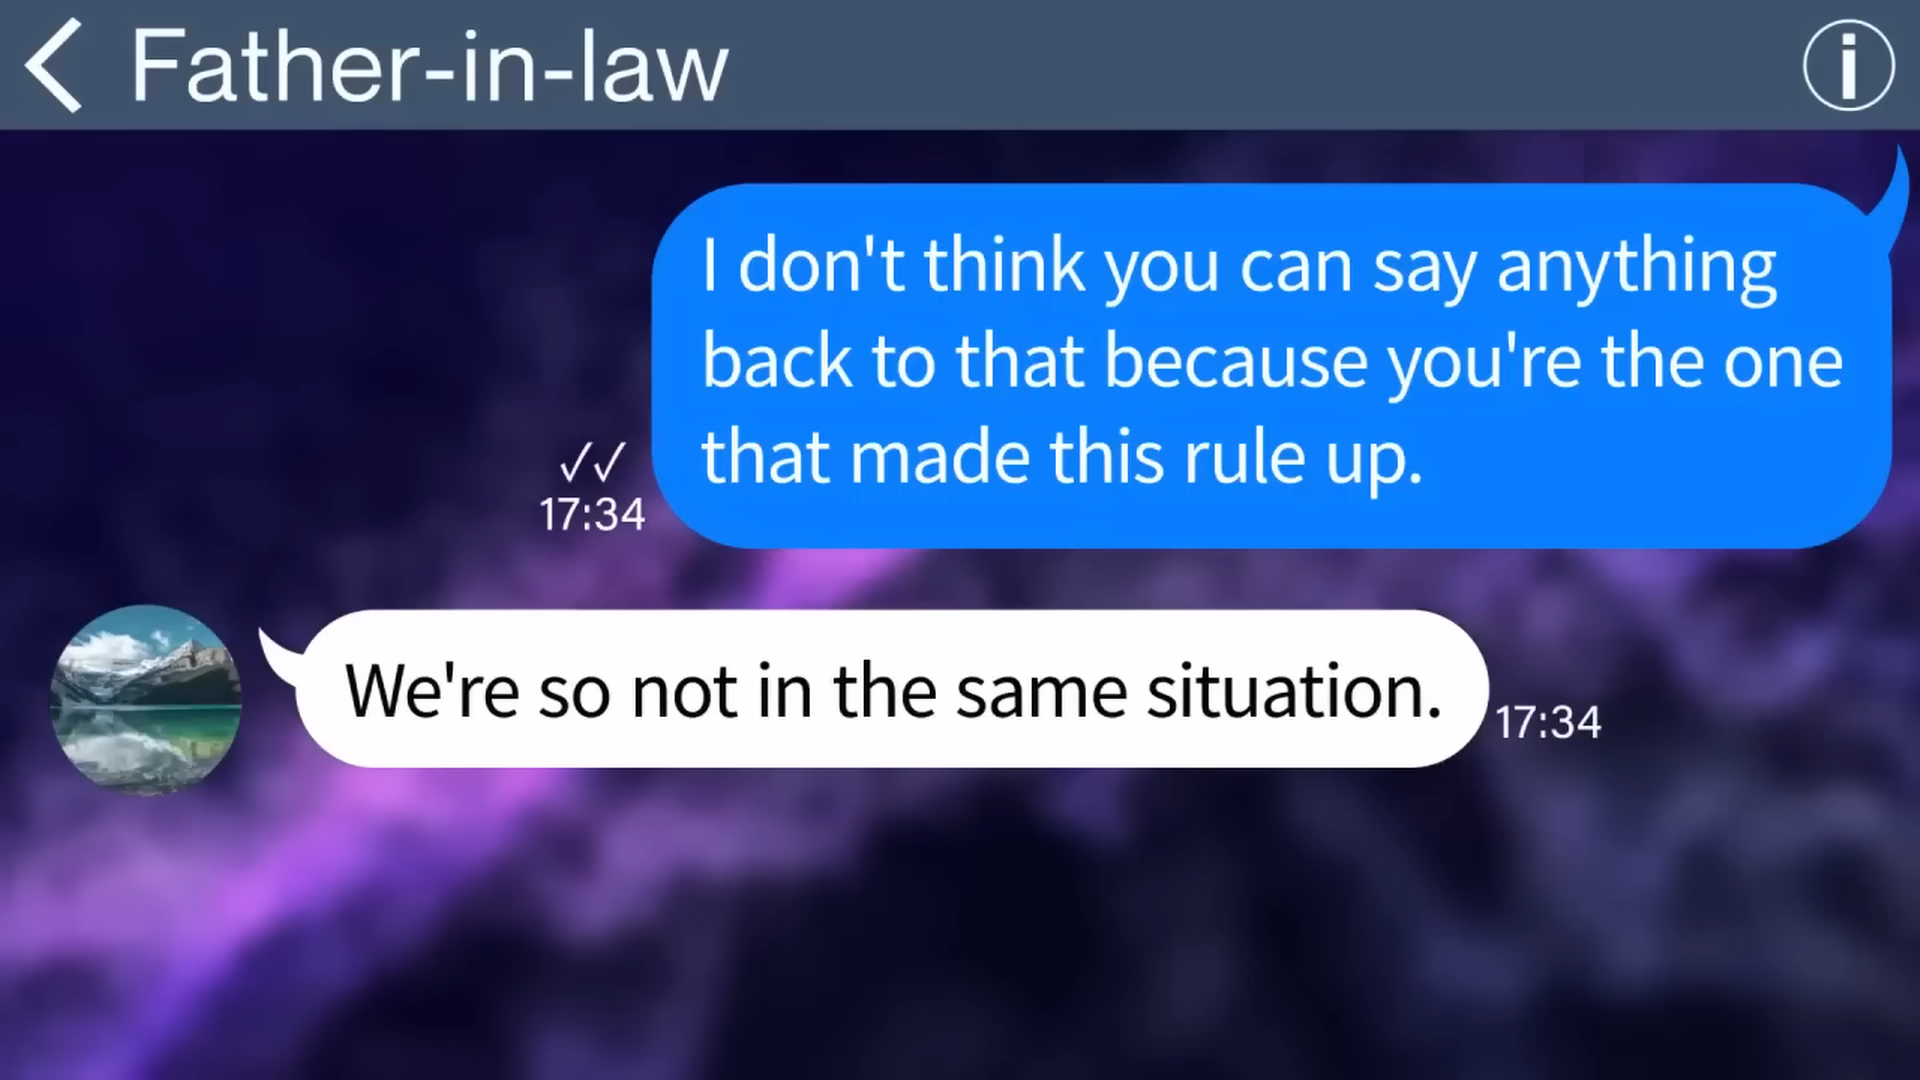 Father-in-law
I don't think you can say anything
back to that because you're the one
that made this rule up.
✓✓
17:34
We're so not in the same situation.
17:34